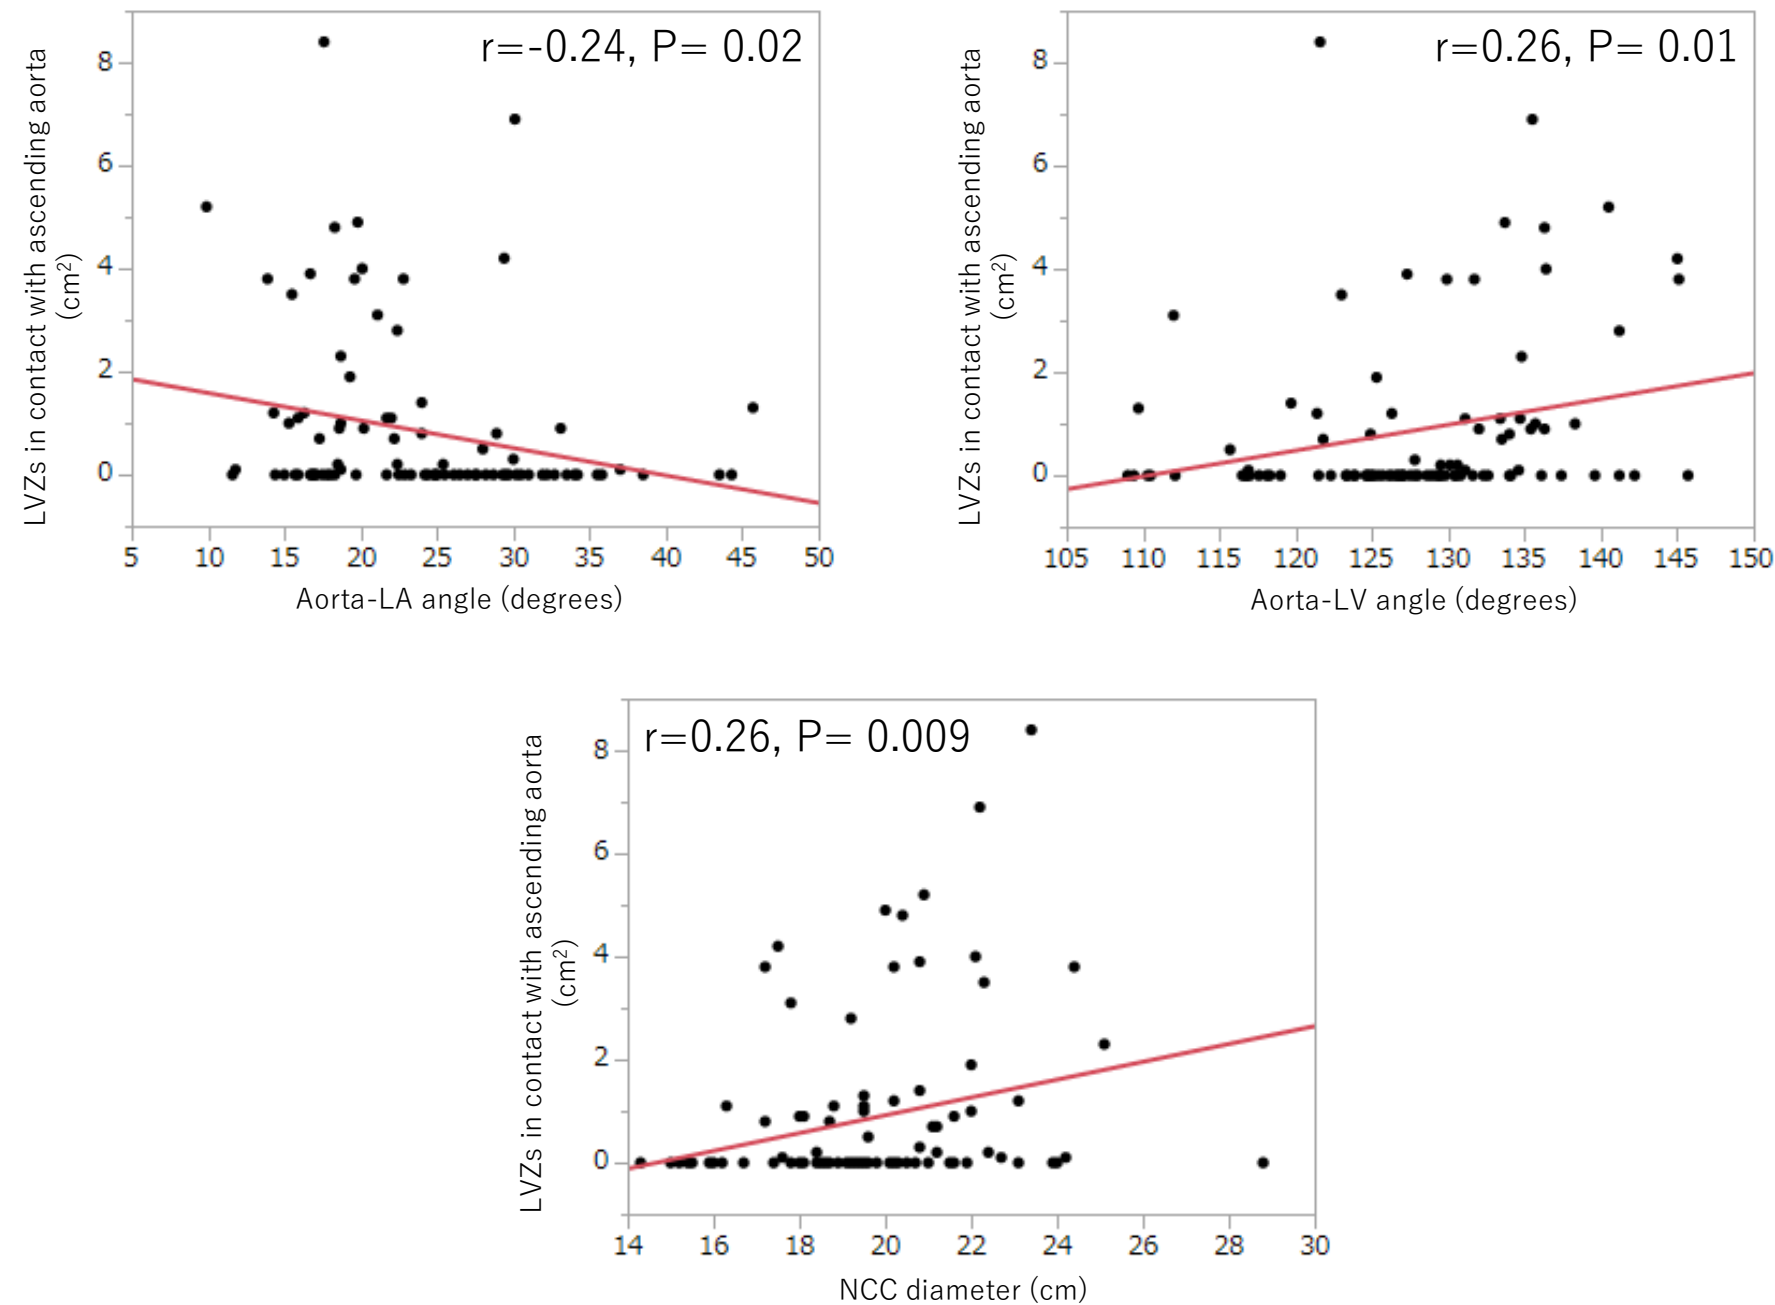 r=-0.24, P= 0.02
LVZs in contact with ascending aorta
(cm²)
8
6
4
2
0
5 10 15 20 25 30 35 40 45 50
Aorta-LA angle (degrees)
r=0.26, P= 0.01
LVZs in contact with ascending aorta
(cm²)
8
6
4
2
0
105 110 115 120 125 130 135 140 145 150
Aorta-LV angle (degrees)
r=0.26, P= 0.009
LVZs in contact with ascending aorta
(cm²)
8
6
4
2
0
14 16 18 20 22 24 26 28 30
NCC diameter (cm)